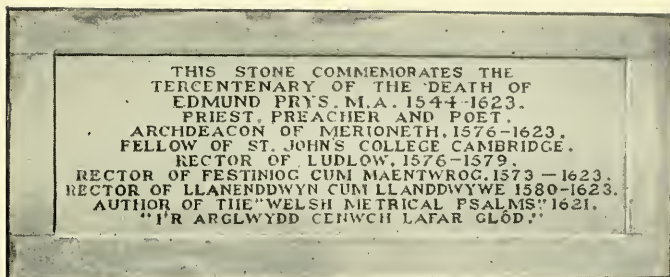 THIS STONE COMMEMORATES THE
TERCENTENARY OF THE DEATH OF
EDMUND PRYS. M.A. 1544-1623.
PRIEST, PREACHER AND POET.
ARCHDEACON OF MERIONETH, 1576-1623.
FELLOW OF ST. JOHN'S COLLEGE CAMBRIDGE.
RECTOR OF LUDLOW, 1576-1579.
RECTOR OF FESTINIOG CUM MAENTWROG. 1573-1623.
RECTOR OF LLANENDDWYN CUM LLANDDWYWE 1580-1623.
AUTHOR OF THE "WELSH METRICAL PSALMS" 1621.
"I'R ARGLWYDD CENWCH LAFAR GLÔD."